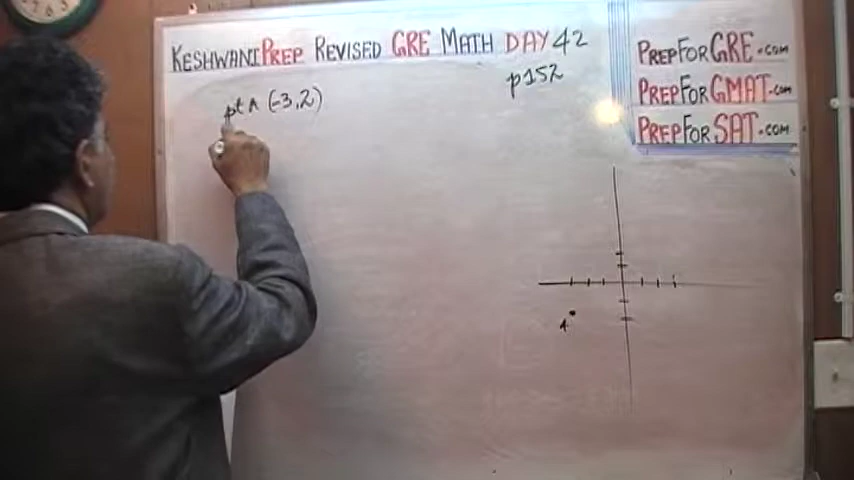 KESHWANIPREP REVISED GRE MATH DAY 42
p152
PREPFORGRE.COM
PREPFORGMAT.COM
PREPFORSAT.COM
pt A (-3,2)
A